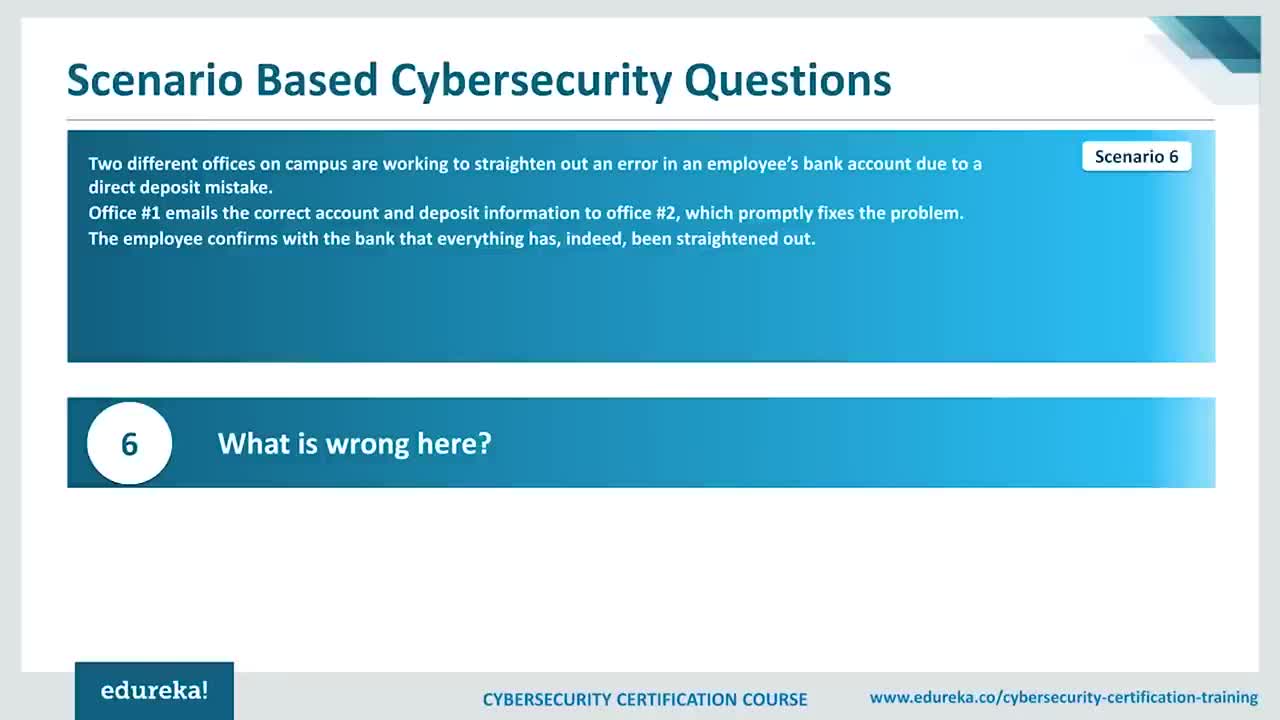 Scenario Based Cybersecurity Questions
Scenario 6
Two different offices on campus are working to straighten out an error in an employee’s bank account due to a
direct deposit mistake.
Office #1 emails the correct account and deposit information to office #2, which promptly fixes the problem.
The employee confirms with the bank that everything has, indeed, been straightened out.
6
What is wrong here?
edureka!
CYBERSECURITY CERTIFICATION COURSE
www.edureka.co/cybersecurity-certification-training